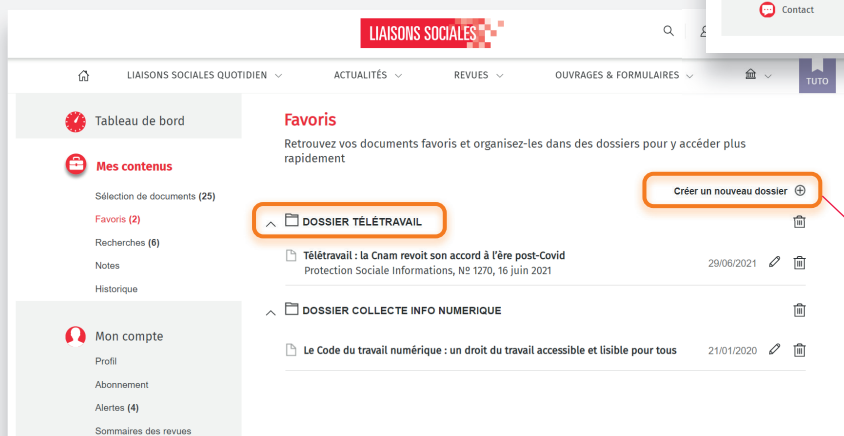 Contact
LIAISONS SOCIALES
LIAISONS SOCIALES QUOTIDIEN
ACTUALITÉS
REVUES
OUVRAGES & FORMULAIRES
TUTO
Tableau de bord
Mes contenus
Sélection de documents (25)
Favoris (2)
Recherches (6)
Notes
Historique
Mon compte
Profil
Abonnement
Alertes (4)
Sommaires des revues
Favoris
Retrouvez vos documents favoris et organisez-les dans des dossiers pour y accéder plus
rapidement
Créer un nouveau dossier
DOSSIER TÉLÉTRAVAIL
Télétravail : la Cnam revoit son accord à l'ère post-Covid
Protection Sociale Informations, Nº 1270, 16 juin 2021
29/06/2021
DOSSIER COLLECTE INFO NUMERIQUE
Le Code du travail numérique : un droit du travail accessible et lisible pour tous
21/01/2020